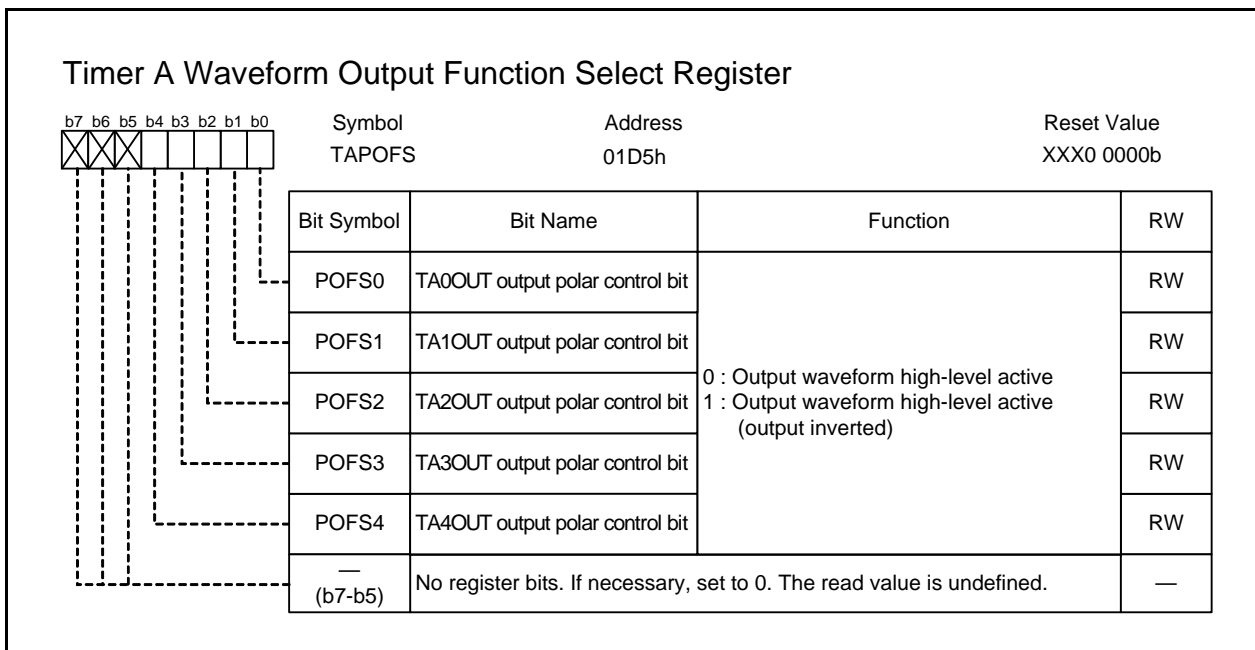 Timer A Waveform Output Function Select Register
b7 b6 b5 b4 b3 b2 b1 b0
Symbol Address Reset Value
TAPOFS 01D5h XXX0 0000b
Bit Symbol Bit Name Function RW
POFS0 TA0OUT output polar control bit RW
POFS1 TA1OUT output polar control bit RW
0 : Output waveform high-level active
POFS2 TA2OUT output polar control bit 1 : Output waveform high-level active RW
(output inverted)
POFS3 TA3OUT output polar control bit RW
POFS4 TA4OUT output polar control bit RW
—
(b7-b5) No register bits. If necessary, set to 0. The read value is undefined. —